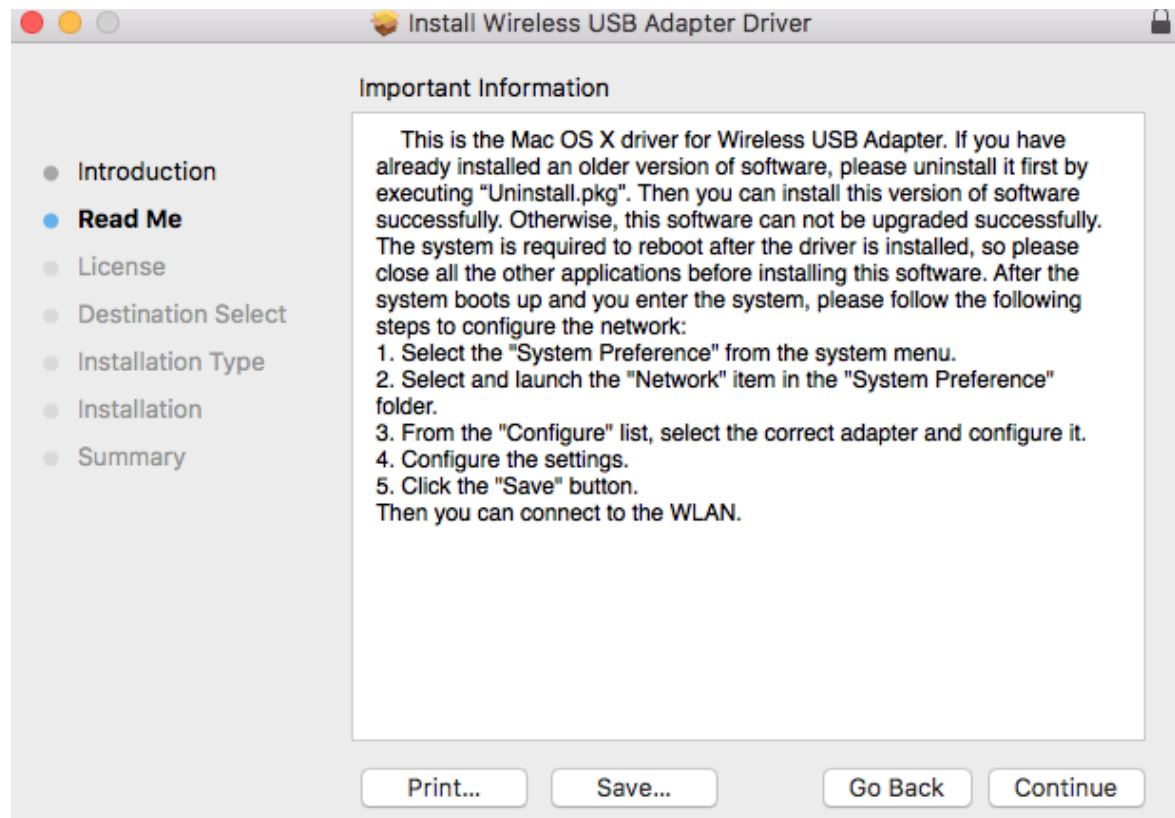 Install Wireless USB Adapter Driver
Important Information
Introduction
Read Me
License
Destination Select
Installation Type
Installation
Summary
This is the Mac OS X driver for Wireless USB Adapter. If you have
already installed an older version of software, please uninstall it first by
executing “Uninstall.pkg". Then you can install this version of software
successfully. Otherwise, this software can not be upgraded successfully.
The system is required to reboot after the driver is installed, so please
close all the other applications before installing this software. After the
system boots up and you enter the system, please follow the following
steps to configure the network:
1. Select the "System Preference" from the system menu.
2. Select and launch the "Network" item in the "System Preference"
folder.
3. From the "Configure" list, select the correct adapter and configure it.
4. Configure the settings.
5. Click the "Save" button.
Then you can connect to the WLAN.
Print...
Save...
Go Back
Continue